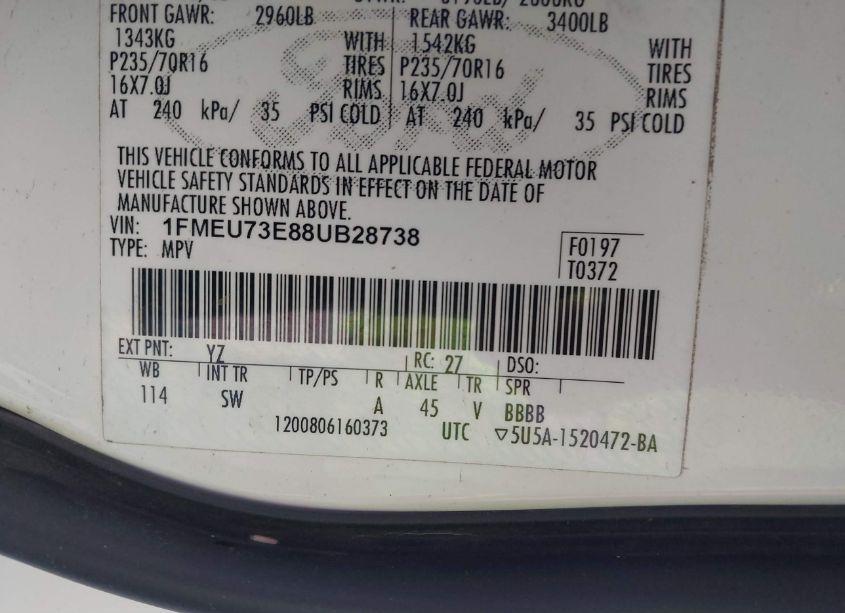 FRONT GAWR: 2960LB REAR GAWR: 3400LB
1343KG WITH 1542KG WITH
P235/70R16 TIRES P235/70R16 TIRES
16X7.0J RIMS 16X7.0J RIMS
AT 240 kPa/ 35 PSI COLD AT 240 kPa/ 35 PSI COLD
THIS VEHICLE CONFORMS TO ALL APPLICABLE FEDERAL MOTOR
VEHICLE SAFETY STANDARDS IN EFFECT ON THE DATE OF
MANUFACTURE SHOWN ABOVE.
VIN: 1FMEU73E88UB28738
TYPE: MPV
F0197
T0372
EXT PNT: YZ RC: 27 DSO:
WB INT TR TP/PS R AXLE TR SPR
114 SW A 45 V BBBB
1200806160373 UTC ▽5U5A-1520472-BA